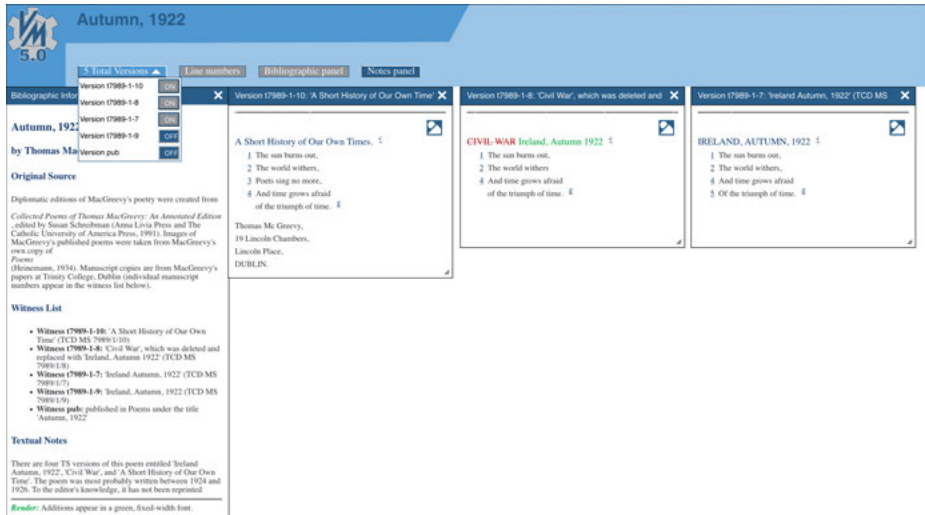 VM
5.0
Autumn, 1922
5 Total Versions
Line numbers
Bibliographic panel
Notes panel
Version t7989-1-10 ON
Version t7989-1-8 ON
Version t7989-1-7 ON
Version t7989-1-9 OFF
Version pub OFF
Bibliographic Infor
Autumn, 192
by Thomas Ma
Original Source
Diplomatic editions of MacGreevy's poetry were created from
Collected Poems of Thomas MacGreevy: An Annotated Edition
, edited by Susan Schreibman (Anna Livia Press and The
Catholic University of America Press, 1991). Images of
MacGreevy's published poems were taken from MacGreevy's
own copy of
Poems
(Heinemann, 1934). Manuscript copies are from MacGreevy's
papers at Trinity College, Dublin (individual manuscript
numbers appear in the witness list below).
Witness List
• Witness t7989-1-10: 'A Short History of Our Own
Time' (TCD MS 7989/1/10)
• Witness t7989-1-8: 'Civil War', which was deleted and
replaced with 'Ireland, Autumn 1922' (TCD MS
7989/1/8)
• Witness t7989-1-7: 'Ireland Autumn, 1922' (TCD MS
7989/1/7)
• Witness t7989-1-9: 'Ireland, Autumn, 1922 (TCD MS
7989/1/9)
• Witness pub: published in Poems under the title
'Autumn, 1922'
Textual Notes
There are four TS versions of this poem entitled 'Ireland
Autumn, 1922', 'Civil War', and 'A Short History of Our Own
Time'. The poem was most probably written between 1924 and
1926. To the editor's knowledge, it has not been reprinted
Render: Additions appear in a green, fixed-width font.
Version t7989-1-10: 'A Short History of Our Own Time'
A Short History of Our Own Times.
1 The sun burns out,
2 The world withers,
3 Poets sing no more,
4 And time grows afraid
of the triumph of time.
Thomas Mc Greevy,
19 Lincoln Chambers,
Lincoln Place,
DUBLIN.
Version t7989-1-8: 'Civil War', which was deleted and
CIVIL WAR Ireland, Autumn 1922
1 The sun burns out,
2 The world withers
4 And time grows afraid
of the triumph of time.
Version t7989-1-7: 'Ireland Autumn, 1922' (TCD MS
IRELAND, AUTUMN, 1922
1 The sun burns out,
2 The world withers,
4 And time grows afraid
5 Of the triumph of time.